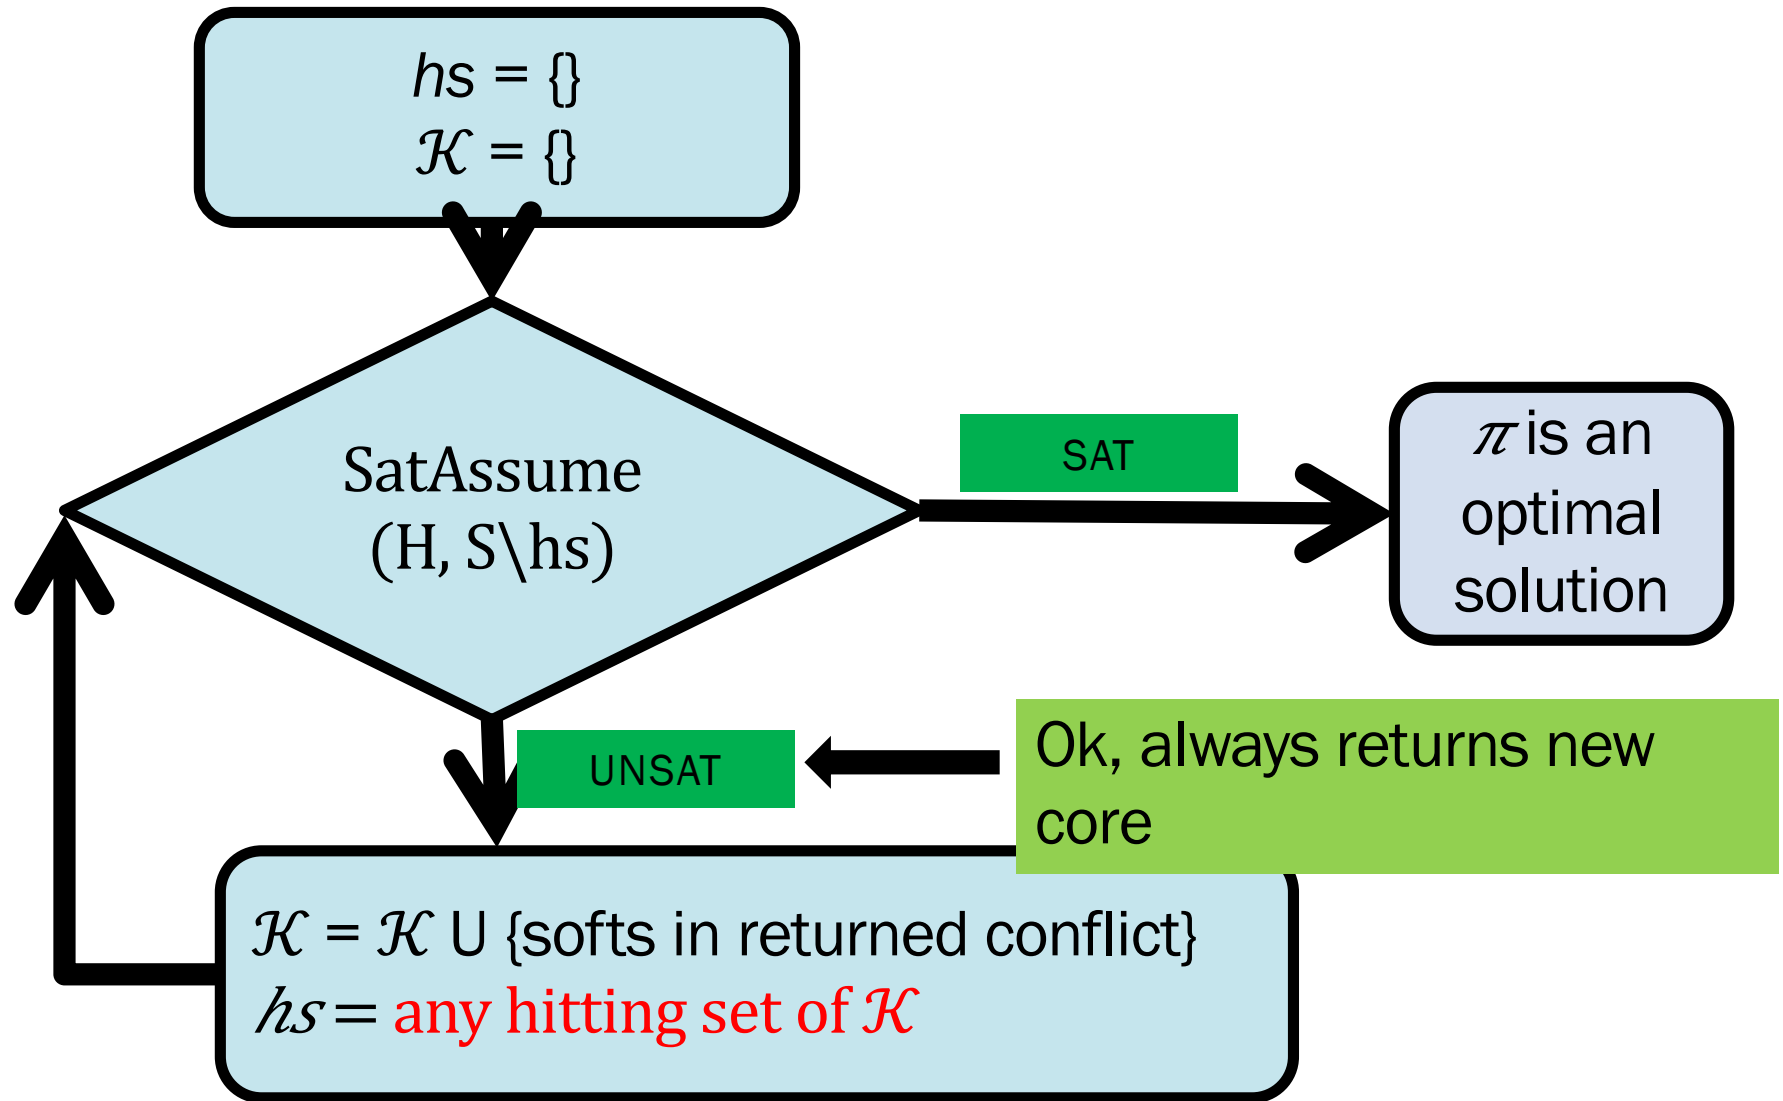 hs = {}
𝒦 = {}
SatAssume
(H, S\hs)
SAT
π is an
optimal
solution
UNSAT
Ok, always returns new
core
𝒦 = 𝒦 U {softs in returned conflict}
hs = any hitting set of 𝒦